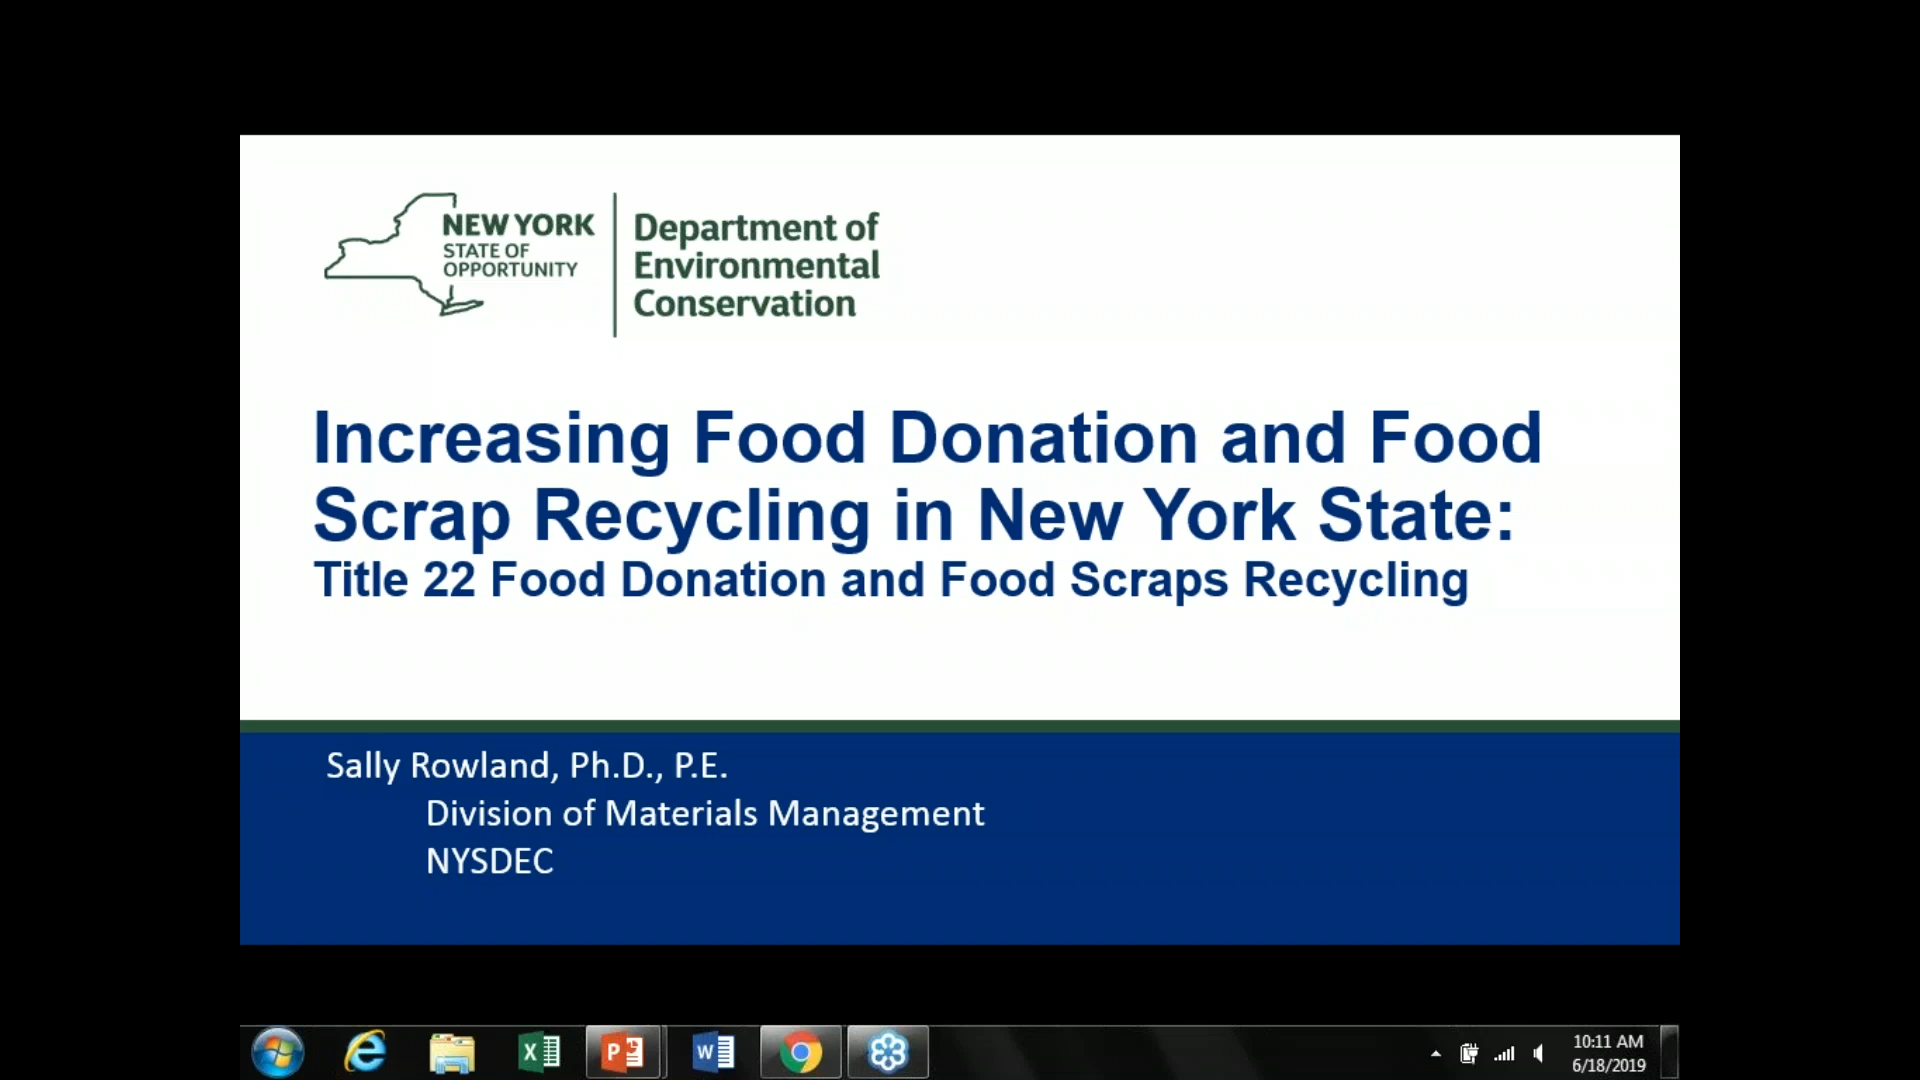 NEW YORK
STATE OF
OPPORTUNITY
Department of
Environmental
Conservation
Increasing Food Donation and Food
Scrap Recycling in New York State:
Title 22 Food Donation and Food Scraps Recycling
Sally Rowland, Ph.D., P.E.
Division of Materials Management
NYSDEC
10:11 AM
6/18/2019